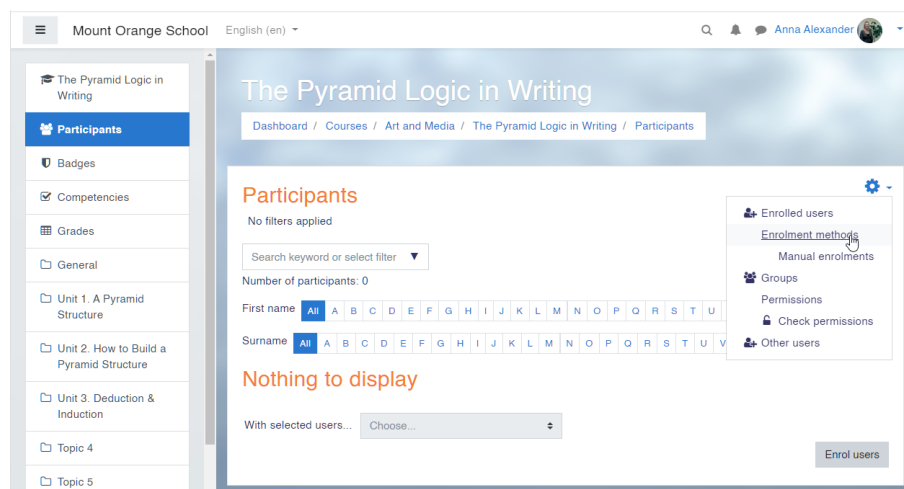 Mount Orange School English (en)
Anna Alexander
The Pyramid Logic in
Writing
Participants
Badges
Competencies
Grades
General
Unit 1. A Pyramid
Structure
Unit 2. How to Build a
Pyramid Structure
Unit 3. Deduction &
Induction
Topic 4
Topic 5
The Pyramid Logic in Writing
Dashboard / Courses / Art and Media / The Pyramid Logic in Writing / Participants
Participants
No filters applied
Search keyword or select filter
Number of participants: 0
First name All A B C D E F G H I J K L M N O P Q R S T U
Surname All A B C D E F G H I J K L M N O P Q R S T U V
Enrolled users
Enrolment methods
Manual enrolments
Groups
Permissions
Check permissions
Other users
Nothing to display
With selected users... Choose...
Enrol users